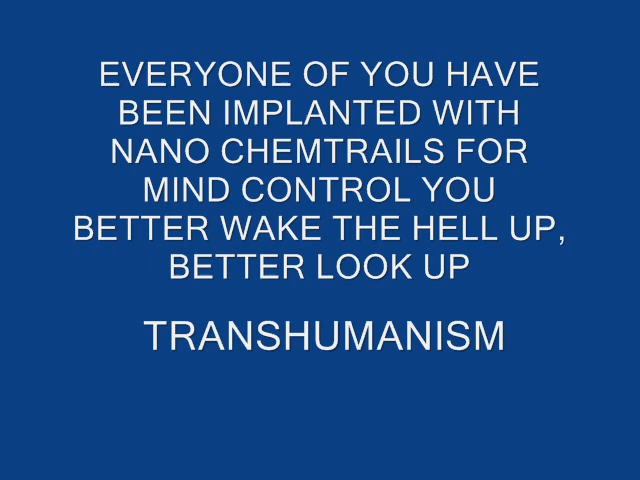 EVERYONE OF YOU HAVE
BEEN IMPLANTED WITH
NANO CHEMTRAILS FOR
MIND CONTROL YOU
BETTER WAKE THE HELL UP,
BETTER LOOK UP
TRANSHUMANISM